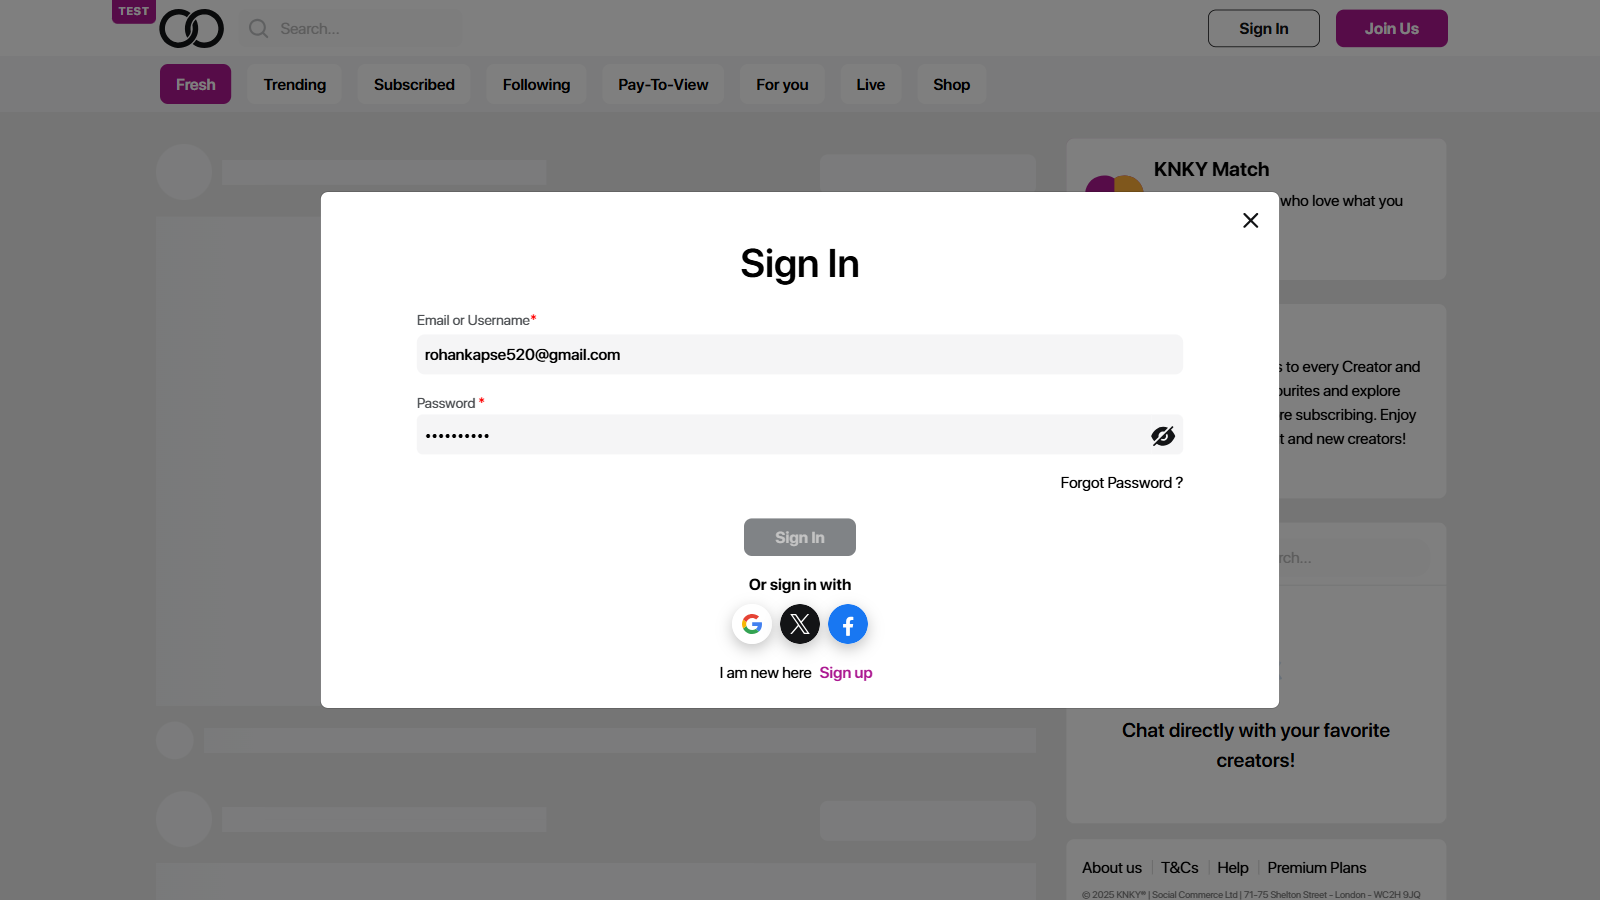 TEST
Search...
Sign In
Join Us
Fresh
Trending
Subscribed
Following
Pay-To-View
For you
Live
Shop
KNKY Match
who love what you
Sign In
Email or Username*
rohankapse520@gmail.com
Password *
••••••••••
Forgot Password ?
Sign In
Or sign in with
I am new here Sign up
to every Creator and
ourites and explore
re subscribing. Enjoy
t and new creators!
rch...
Chat directly with your favorite
creators!
About us
T&Cs
Help
Premium Plans
© 2025 KNKY® | Social Commerce Ltd | 71-75 Shelton Street - London - WC2H 9JQ